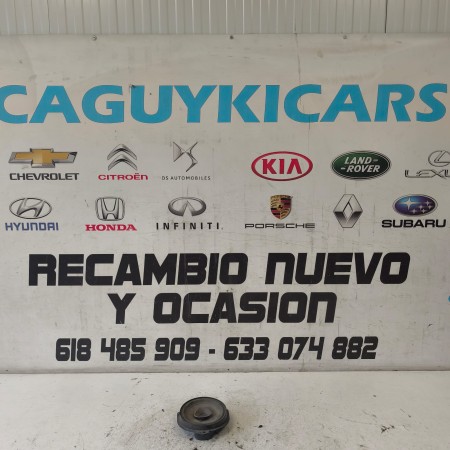 CAGUYKICARS
CHEVROLET CITROËN DS AUTOMOBILES KIA LAND ROVER LEXUS
HYUNDAI HONDA INFINITI PORSCHE SUBARU
RECAMBIO NUEVO
Y OCASION
618 485 909 - 633 074 882